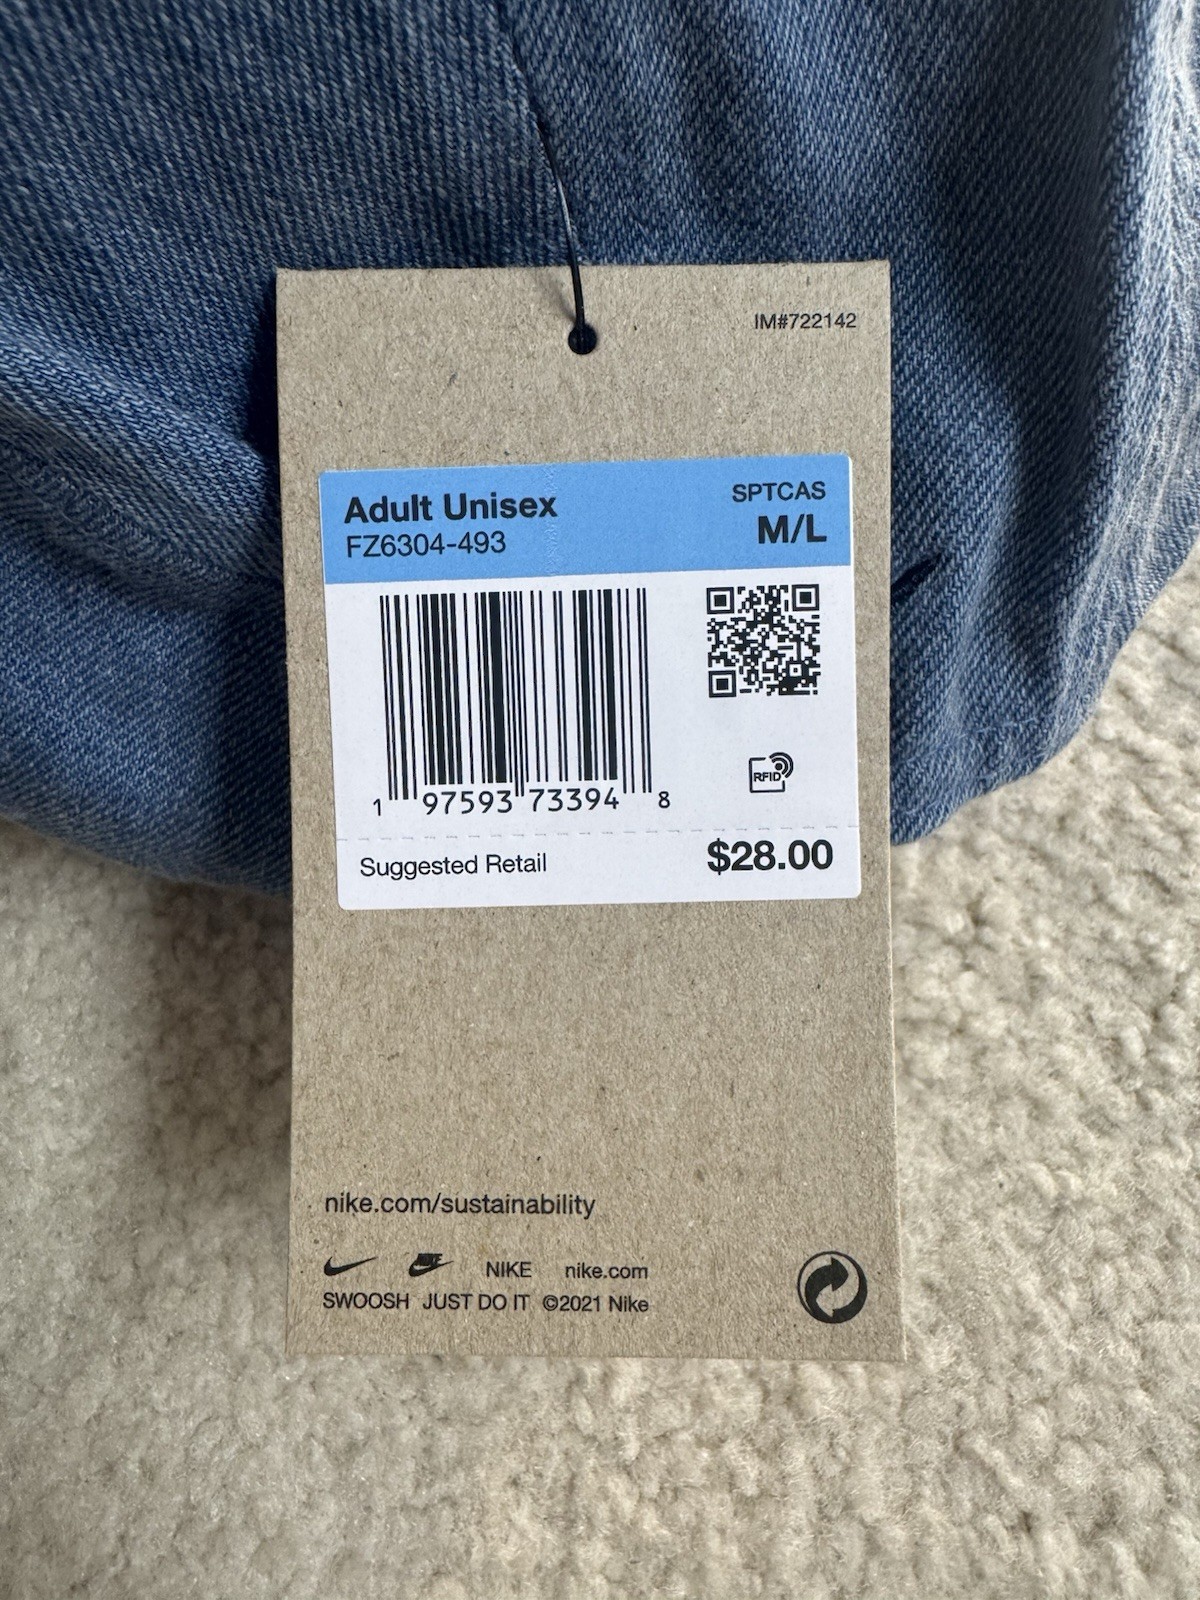 IM#722142
Adult Unisex
SPTCAS
FZ6304-493
M/L
RFID
1 97593 73394 8
Suggested Retail
$28.00
nike.com/sustainability
NIKE nike.com
SWOOSH JUST DO IT ©2021 Nike